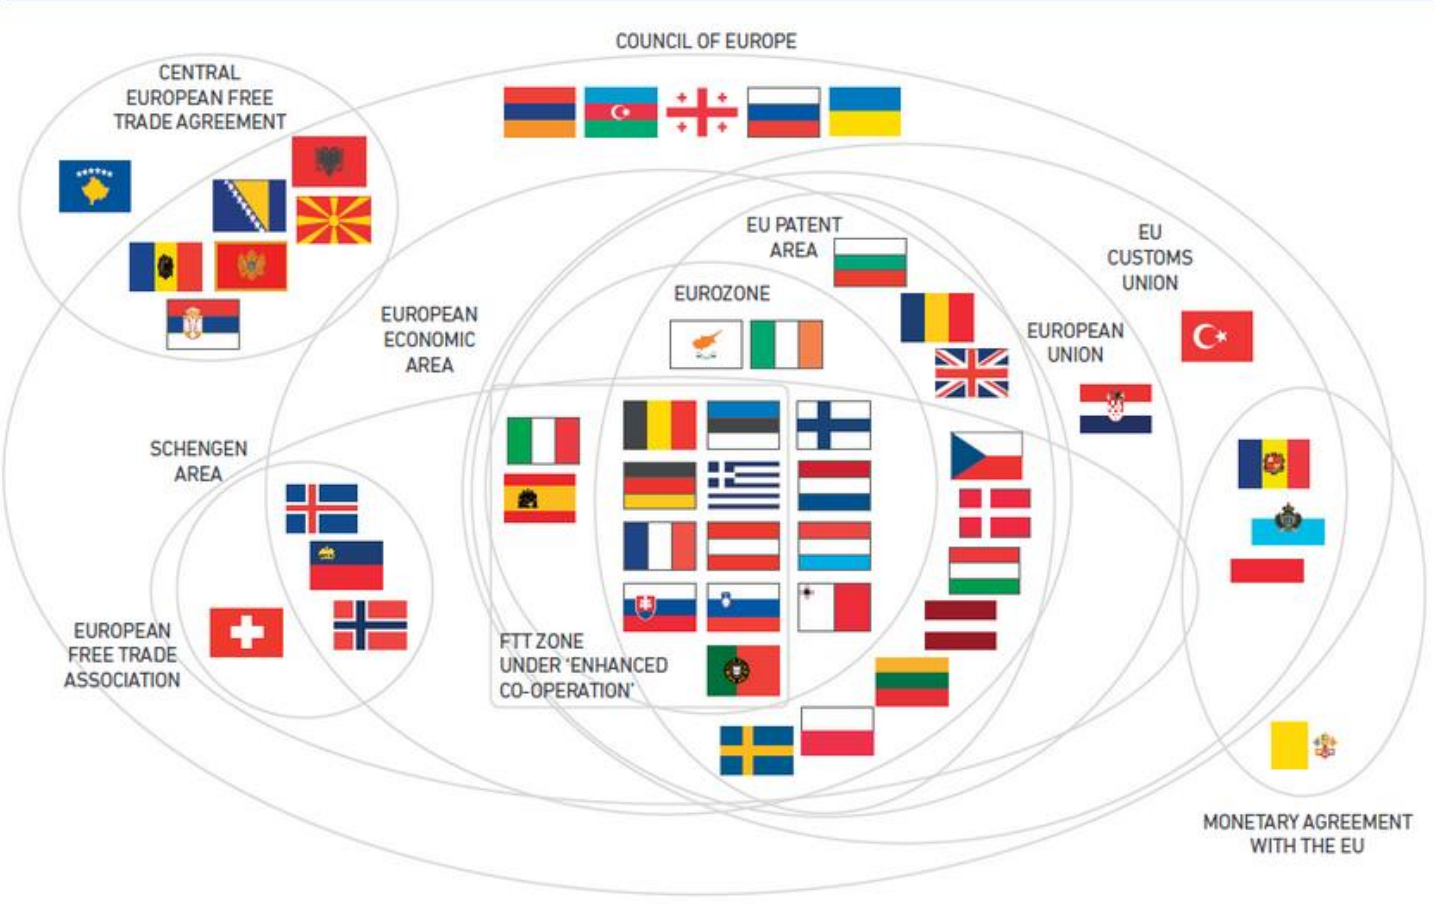 COUNCIL OF EUROPE
CENTRAL
EUROPEAN FREE
TRADE AGREEMENT
EU PATENT
AREA
EU
CUSTOMS
UNION
EUROZONE
EUROPEAN
ECONOMIC
AREA
EUROPEAN
UNION
SCHENGEN
AREA
EUROPEAN
FREE TRADE
ASSOCIATION
FTT ZONE
UNDER ‘ENHANCED
CO-OPERATION’
MONETARY AGREEMENT
WITH THE EU